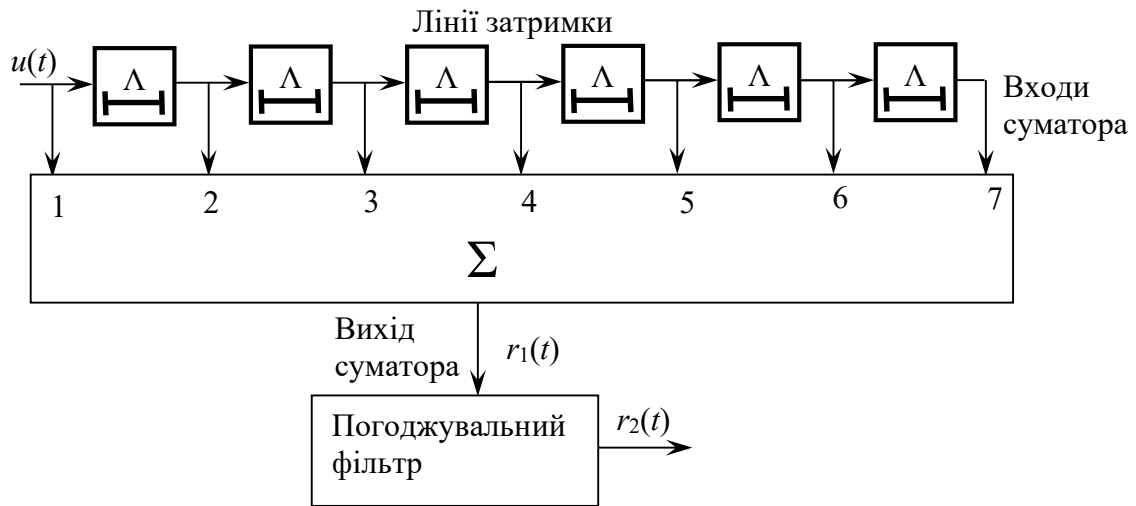 Лінії затримки
u(t)
Λ Λ Λ Λ Λ Λ
Входи
суматора
1 2 3 4 5 6 7
Σ
Вихід
суматора
r₁(t)
Погоджувальний
фільтр
r₂(t)